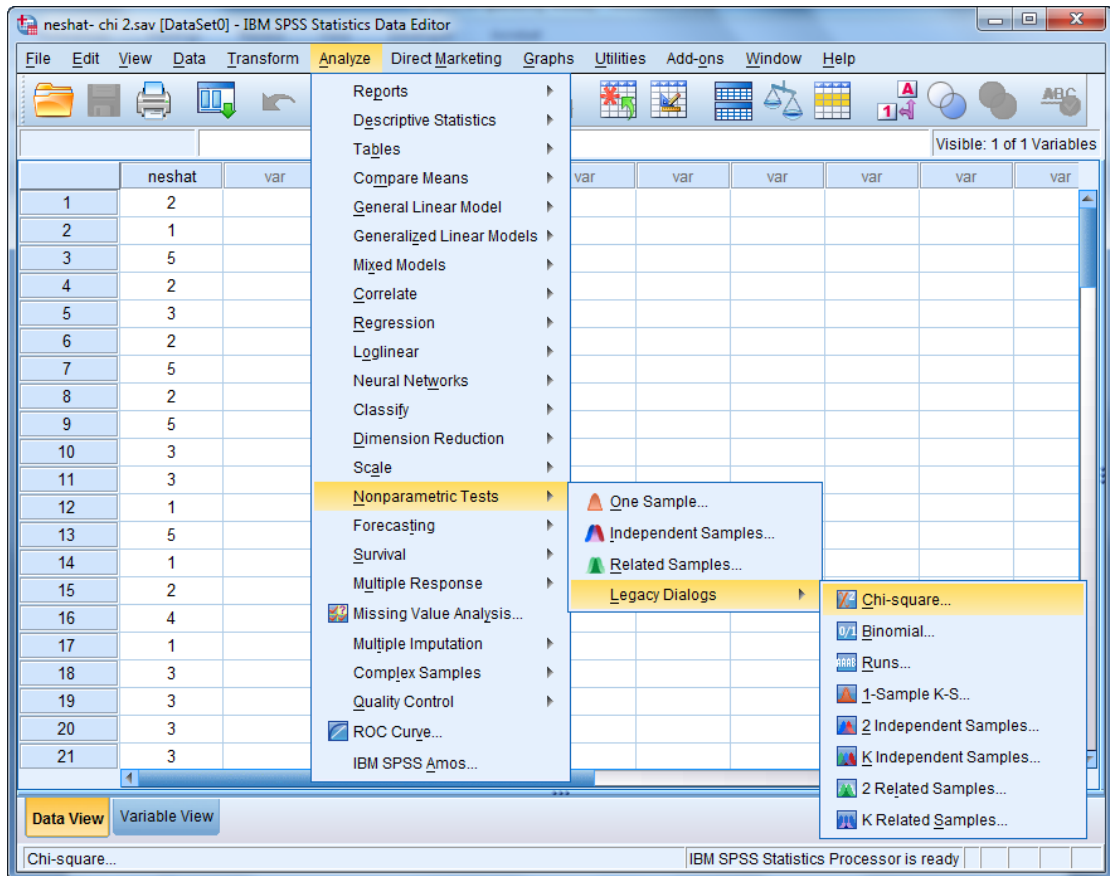 neshat- chi 2.sav [DataSet0] - IBM SPSS Statistics Data Editor
File Edit View Data Transform Analyze Direct Marketing Graphs Utilities Add-ons Window Help
Visible: 1 of 1 Variables
neshat var var var var var var var
1 2
2 1
3 5
4 2
5 3
6 2
7 5
8 2
9 5
10 3
11 3
12 1
13 5
14 1
15 2
16 4
17 1
18 3
19 3
20 3
21 3
Reports
Descriptive Statistics
Tables
Compare Means
General Linear Model
Generalized Linear Models
Mixed Models
Correlate
Regression
Loglinear
Neural Networks
Classify
Dimension Reduction
Scale
Nonparametric Tests
Forecasting
Survival
Multiple Response
Missing Value Analysis...
Multiple Imputation
Complex Samples
Quality Control
ROC Curve...
IBM SPSS Amos...
One Sample...
Independent Samples...
Related Samples...
Legacy Dialogs
Chi-square...
0/1 Binomial...
Runs...
1-Sample K-S...
2 Independent Samples...
K Independent Samples...
2 Related Samples...
K Related Samples...
Data View Variable View
Chi-square...
IBM SPSS Statistics Processor is ready